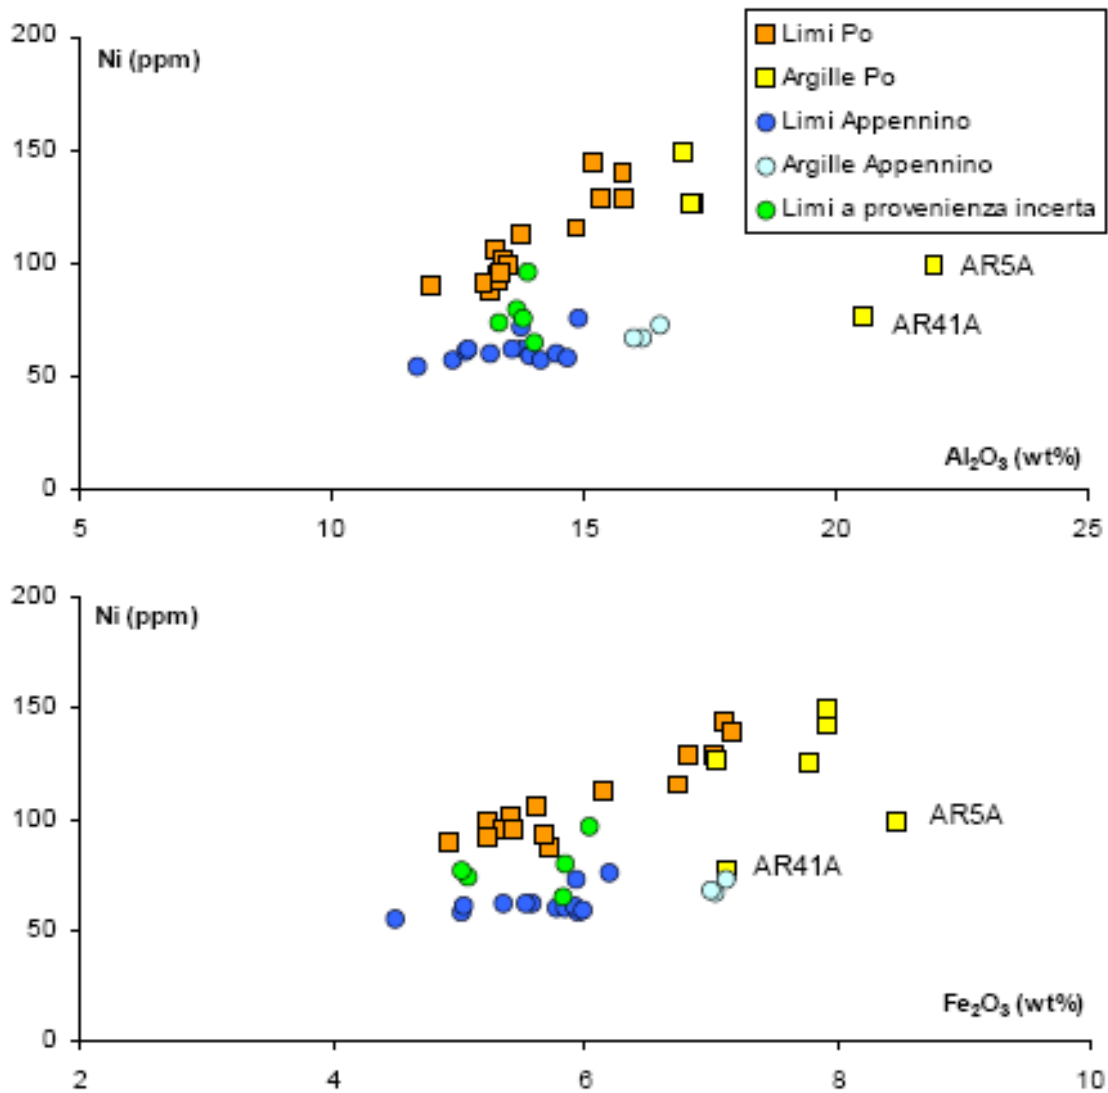 200
Ni (ppm)
150
100
50
0
5
10
15
20
25
Al₂O₃ (wt%)
Limi Po
Argille Po
Limi Appennino
Argille Appennino
Limi a provenienza incerta
AR5A
AR41A
200
Ni (ppm)
150
100
50
0
2
4
6
8
10
Fe₂O₃ (wt%)
AR5A
AR41A